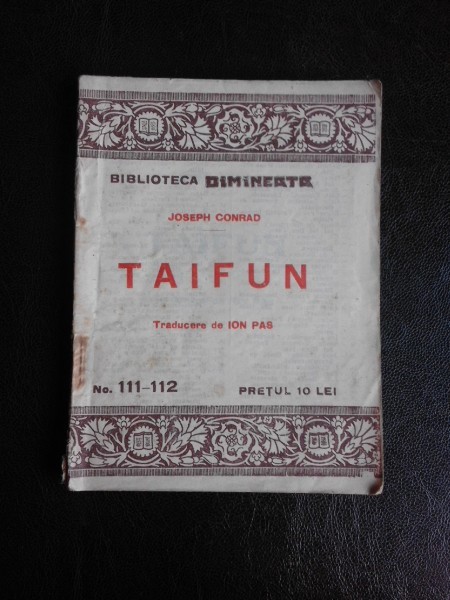 BIBLIOTECA DIMINEAȚA
JOSEPH CONRAD
TAIFUN
Traducere de ION PAS
No. 111-112 PREȚUL 10 LEI